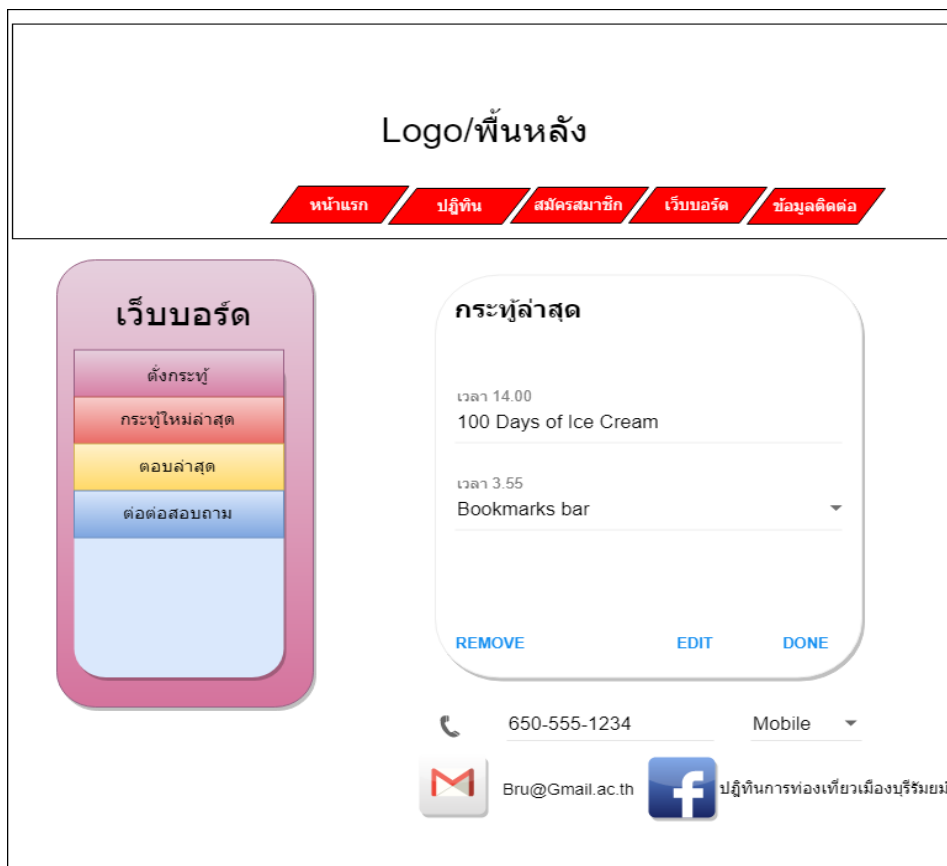 Logo/พื้นหลัง
หน้าแรก ปฎิทิน สมัครสมาชิก เว็บบอร์ด ข้อมูลติดต่อ
เว็บบอร์ด
ตั่งกระทู้
กระทู้ใหม่ล่าสุด
ตอบล่าสุด
ต่อต่อสอบถาม
กระทู้ล่าสุด
เวลา 14.00
100 Days of Ice Cream
เวลา 3.55
Bookmarks bar
REMOVE EDIT DONE
650-555-1234 Mobile
Bru@Gmail.ac.th ปฎิทินการท่องเที่ยวเมืองบุรีรัมย